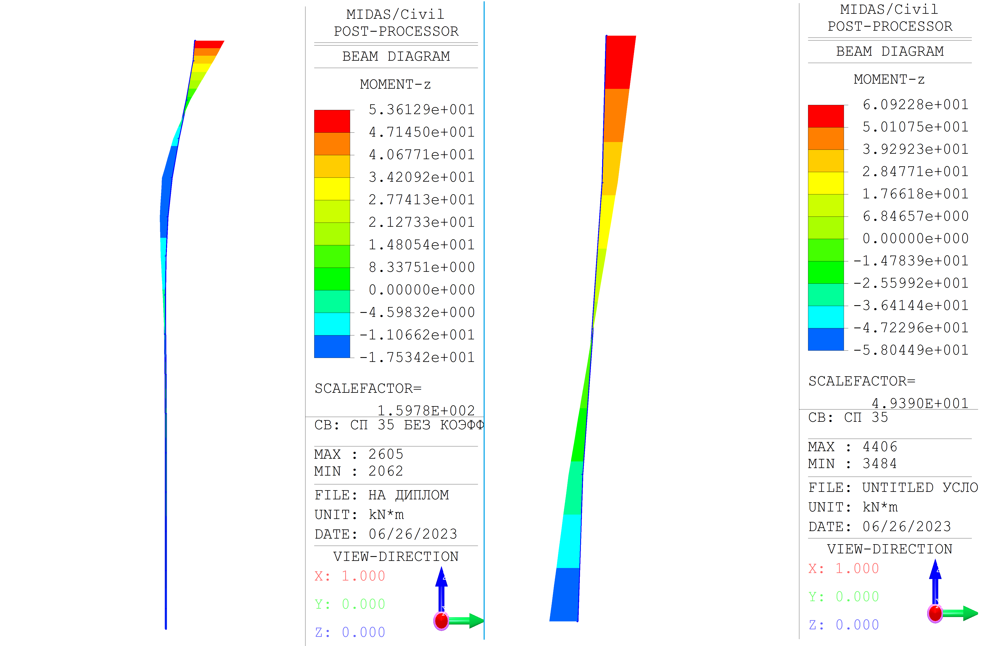 MIDAS/Civil
POST-PROCESSOR
BEAM DIAGRAM
MOMENT-z
5.36129e+001
4.71450e+001
4.06771e+001
3.42092e+001
2.77413e+001
2.12733e+001
1.48054e+001
8.33751e+000
0.00000e+000
-4.59832e+000
-1.10662e+001
-1.75342e+001
SCALEFACTOR=
1.5978E+002
СВ: СП 35 БЕЗ КОЭФФ
MAX : 2605
MIN : 2062
FILE: НА ДИПЛОМ
UNIT: kN*m
DATE: 06/26/2023
VIEW-DIRECTION
X: 1.000
Y: 0.000
Z: 0.000
MIDAS/Civil
POST-PROCESSOR
BEAM DIAGRAM
MOMENT-z
6.09228e+001
5.01075e+001
3.92923e+001
2.84771e+001
1.76618e+001
6.84657e+000
0.00000e+000
-1.47839e+001
-2.55992e+001
-3.64144e+001
-4.72296e+001
-5.80449e+001
SCALEFACTOR=
4.9390E+001
СВ: СП 35
MAX : 4406
MIN : 3484
FILE: UNTITLED УСЛО
UNIT: kN*m
DATE: 06/26/2023
VIEW-DIRECTION
X: 1.000
Y: 0.000
Z: 0.000